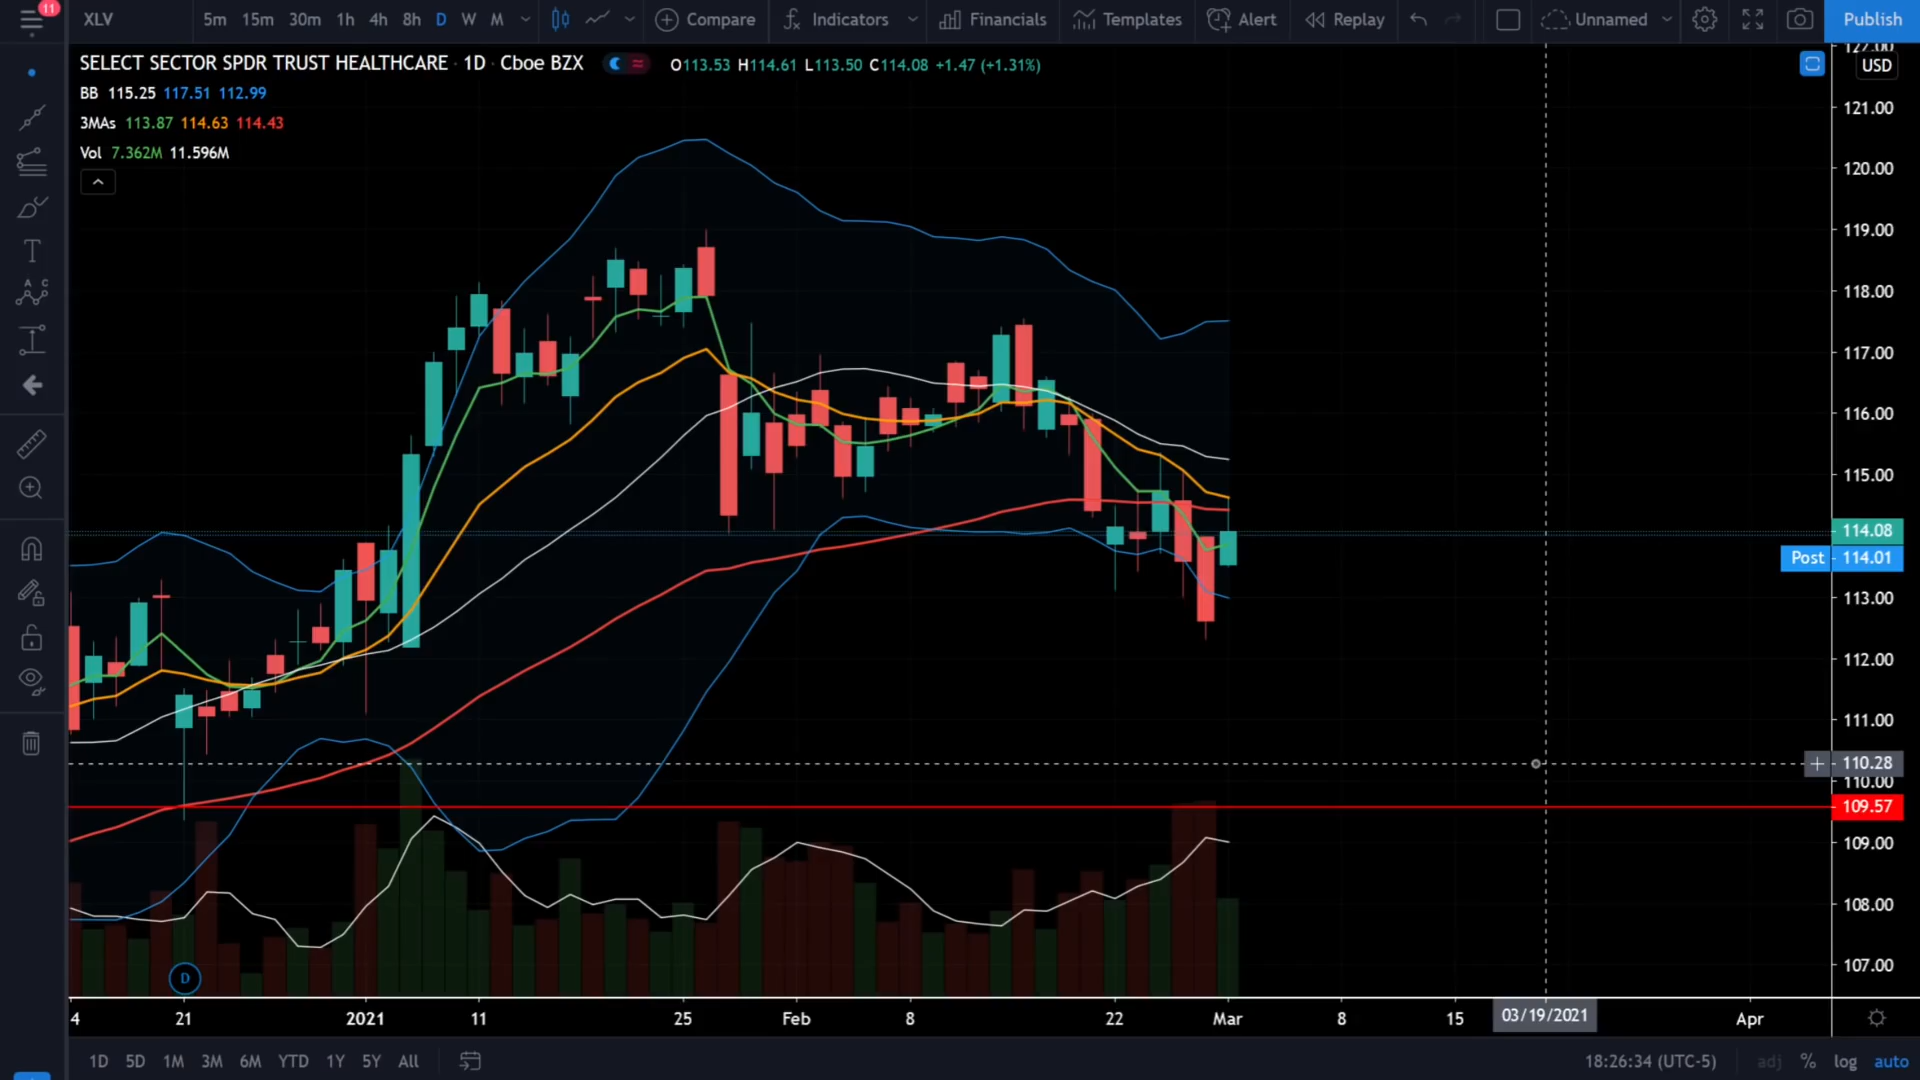 11
XLV 5m 15m 30m 1h 4h 8h D W M Compare Indicators Financials Templates Alert Replay Unnamed Publish
SELECT SECTOR SPDR TRUST HEALTHCARE · 1D · Cboe BZX O113.53 H114.61 L113.50 C114.08 +1.47 (+1.31%)
BB 115.25 117.51 112.99
3MAs 113.87 114.63 114.43
Vol 7.362M 11.596M
127.00
USD
121.00
120.00
119.00
118.00
117.00
116.00
115.00
114.08
Post 114.01
113.00
112.00
111.00
110.28
110.00
109.57
109.00
108.00
107.00
D
4 21 2021 11 25 Feb 8 22 Mar 8 15 03/19/2021 Apr
1D 5D 1M 3M 6M YTD 1Y 5Y All 18:26:34 (UTC-5) adj % log auto